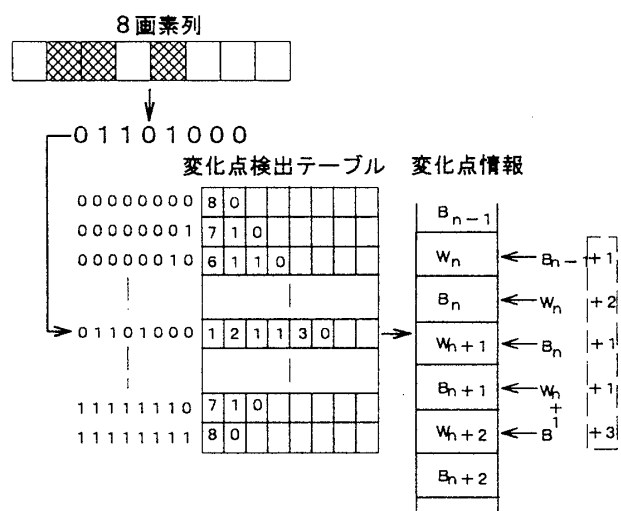 8画素列
01101000
変化点検出テーブル 変化点情報
00000000 8 0
00000001 7 1 0
00000010 6 1 1 0
01101000 1 2 1 1 3 0
11111110 7 1 0
11111111 8 0
Bn-1
Wn Bn-1 +1
Bn Wn +2
Wn+1 Bn +1
Bn+1 Wn+1 +1
Wn+2 B +3
Bn+2